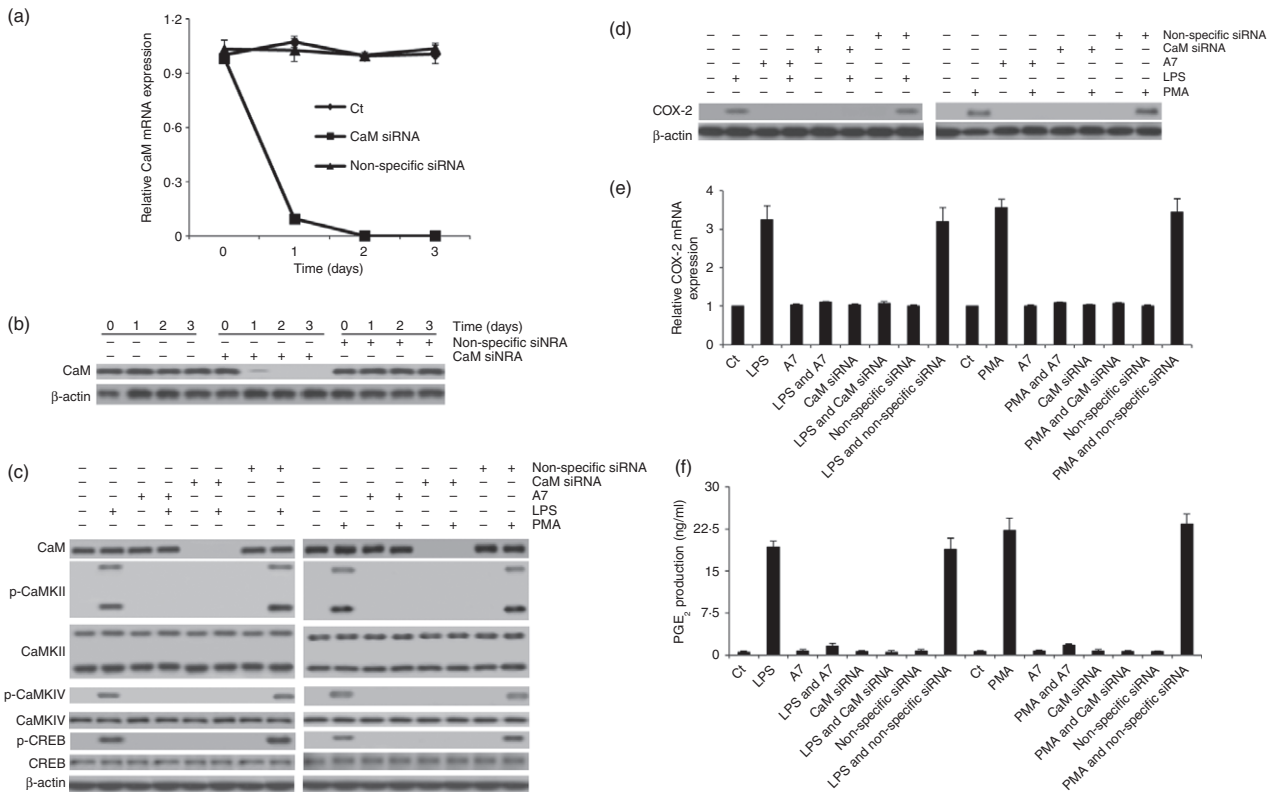 (a)
1·2
0·9
0·6
0·3
0
Relative CaM mRNA expression
Ct
CaM siRNA
Non-specific siRNA
0 1 2 3
Time (days)
(b)
0 1 2 3 0 1 2 3 0 1 2 3 Time (days)
– – – – – – – – + + + + Non-specific siNRA
– – – – + + + + – – – – CaM siNRA
CaM
β-actin
(c)
– – – – – – + + – – – – – – + + Non-specific siRNA
– – – – + + – – – – – – + + – – CaM siRNA
– – + + – – – – – – + + – – – – A7
– + – + – + – + – – – – – – – – LPS
– – – – – – – – – + – + – + – + PMA
CaM
p-CaMKII
CaMKII
p-CaMKIV
CaMKIV
p-CREB
CREB
β-actin
(d)
– – – – – – + + – – – – – – + + Non-specific siRNA
– – – – + + – – – – – – + + – – CaM siRNA
– – + + – – – – – – + + – – – – A7
– + – + – + – + – – – – – – – – LPS
– – – – – – – – – + – + – + – + PMA
COX-2
β-actin
(e)
4
3
2
1
0
Relative COX-2 mRNA
expression
Ct
LPS
A7
LPS and A7
CaM SiRNA
LPS and CaM SiRNA
Non-specific SiRNA
LPS and non-specific siRNA
Ct
PMA
A7
PMA and A7
CaM SiRNA
PMA and CaM SiRNA
Non-specific SiRNA
PMA and non-specific SiRNA
(f)
30
22·5
15
7·5
0
PGE2 production (ng/ml)
Ct
LPS
A7
LPS and A7
CaM SiRNA
LPS and CaM SiRNA
Non-specific SiRNA
LPS and non-specific siRNA
Ct
PMA
A7
PMA and A7
CaM SiRNA
PMA and CaM SiRNA
Non-specific SiRNA
PMA and non-specific SiRNA